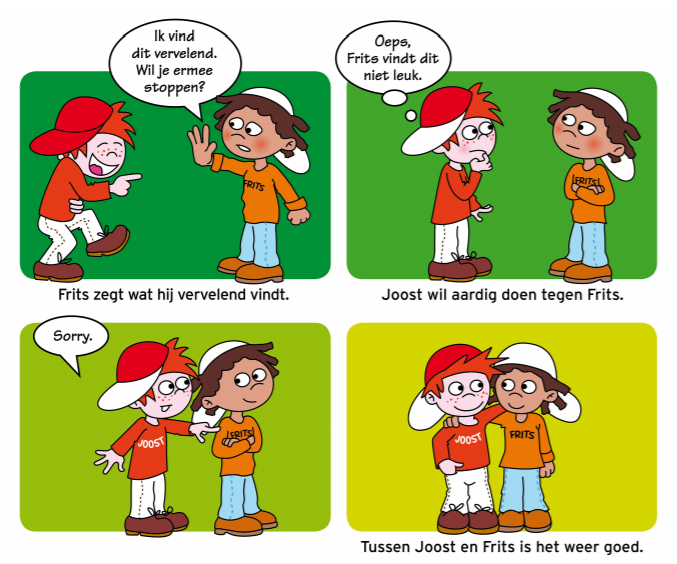 Ik vind
dit vervelend.
Wil je ermee
stoppen?
FRITS
Frits zegt wat hij vervelend vindt.
Oeps,
Frits vindt dit
niet leuk.
FRITS
Joost wil aardig doen tegen Frits.
Sorry.
JOOST
FRITS
JOOST
FRITS
Tussen Joost en Frits is het weer goed.